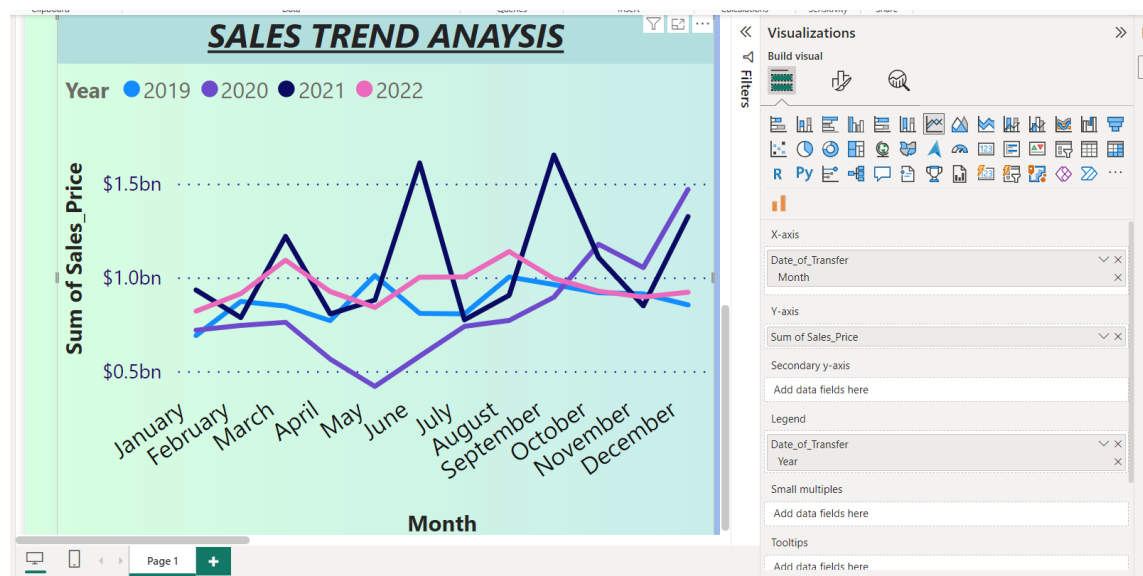 SALES TREND ANAYSIS
Year 2019 2020 2021 2022
Sum of Sales_Price
$1.5bn
$1.0bn
$0.5bn
January
February
March
April
May
June
July
August
September
October
November
December
Month
Page 1
Filters
Visualizations
Build visual
123
R Py
X-axis
Date_of_Transfer
Month
Y-axis
Sum of Sales_Price
Secondary y-axis
Add data fields here
Legend
Date_of_Transfer
Year
Small multiples
Add data fields here
Tooltips
Add data fields here